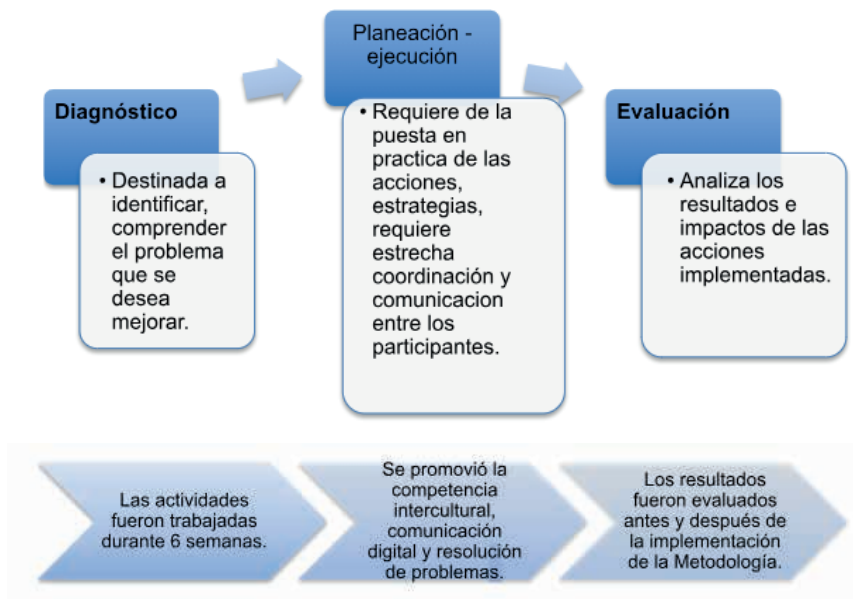 Diagnóstico
• Destinada a
identificar,
comprender
el problema
que se
desea
mejorar.
Planeación -
ejecución
• Requiere de la
puesta en
practica de las
acciones,
estrategias,
requiere
estrecha
coordinación y
comunicacion
entre los
participantes.
Evaluación
• Analiza los
resultados e
impactos de las
acciones
implementadas.
Las actividades
fueron trabajadas
durante 6 semanas.
Se promovió la
competencia
intercultural,
comunicación
digital y resolución
de problemas.
Los resultados
fueron evaluados
antes y después de
la implementación
de la Metodología.